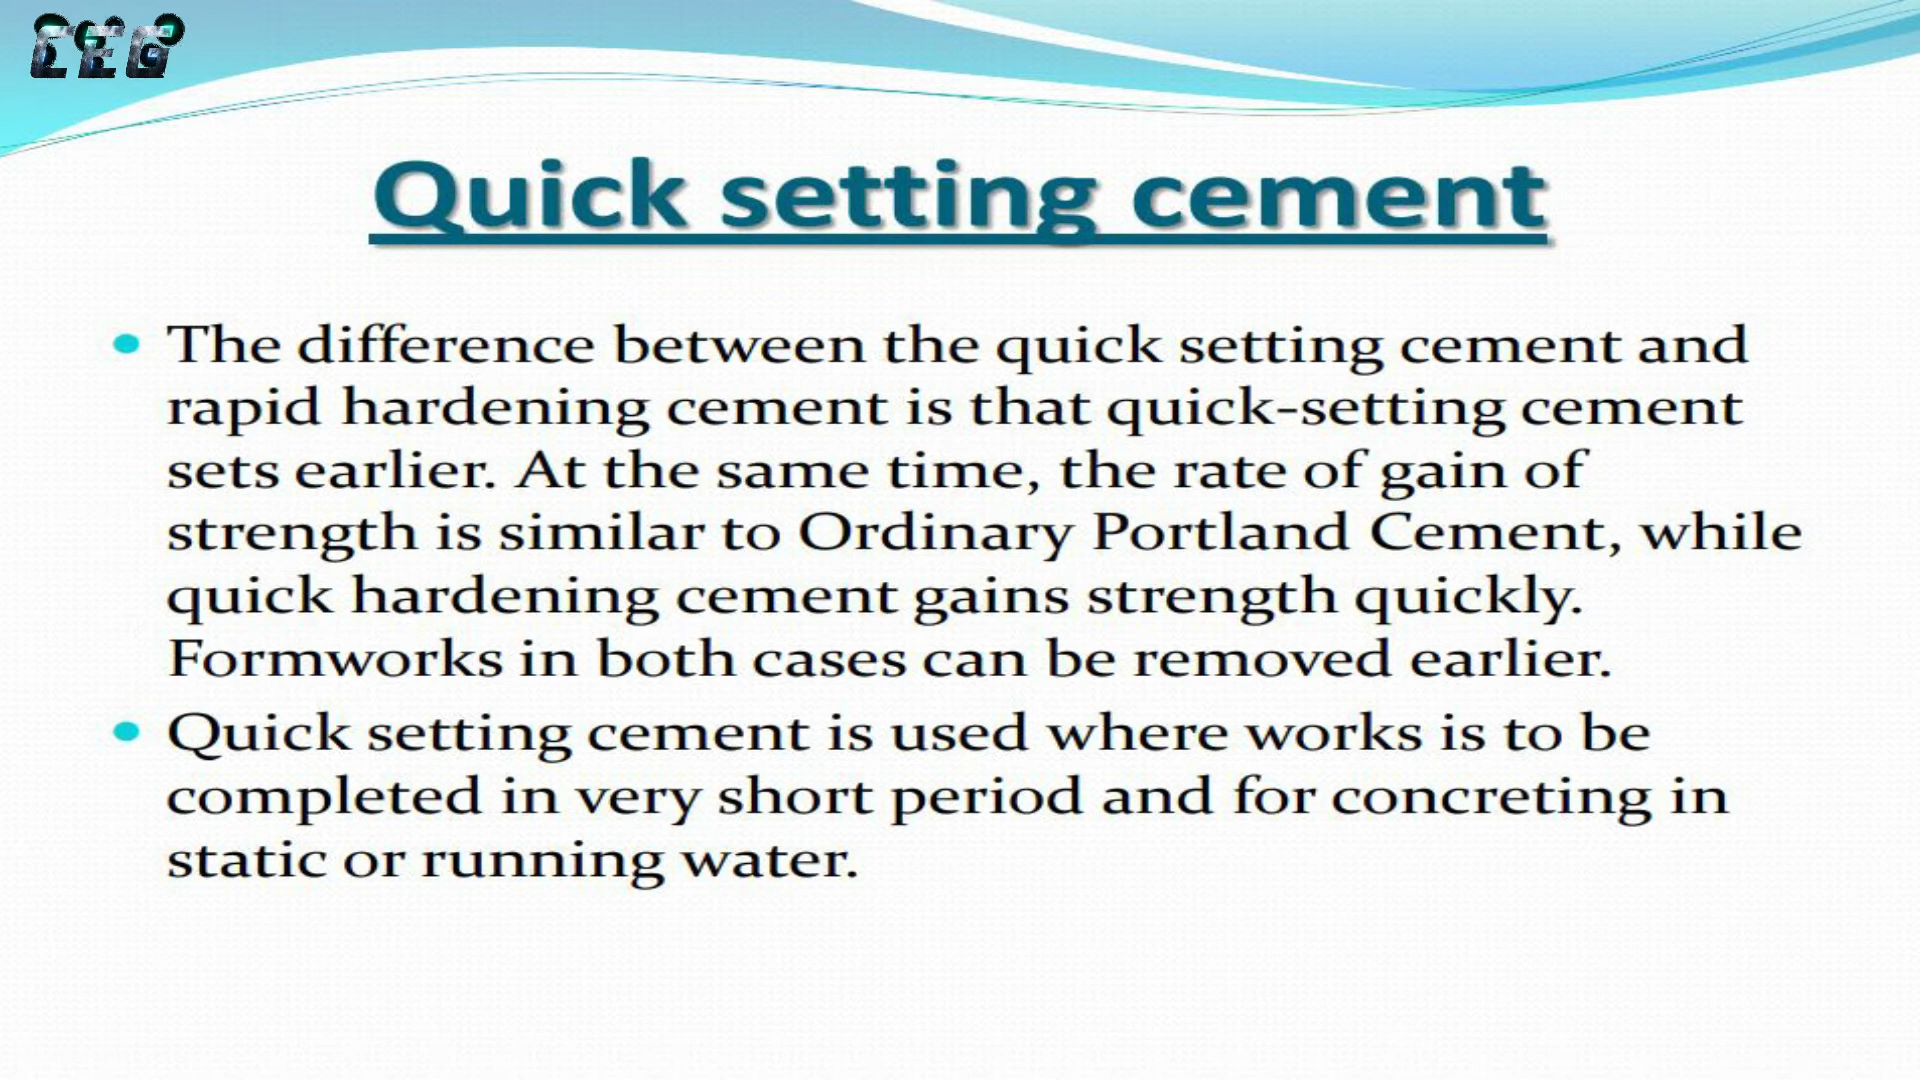 CEG
Quick setting cement
• The difference between the quick setting cement and
rapid hardening cement is that quick-setting cement
sets earlier. At the same time, the rate of gain of
strength is similar to Ordinary Portland Cement, while
quick hardening cement gains strength quickly.
Formworks in both cases can be removed earlier.
• Quick setting cement is used where works is to be
completed in very short period and for concreting in
static or running water.